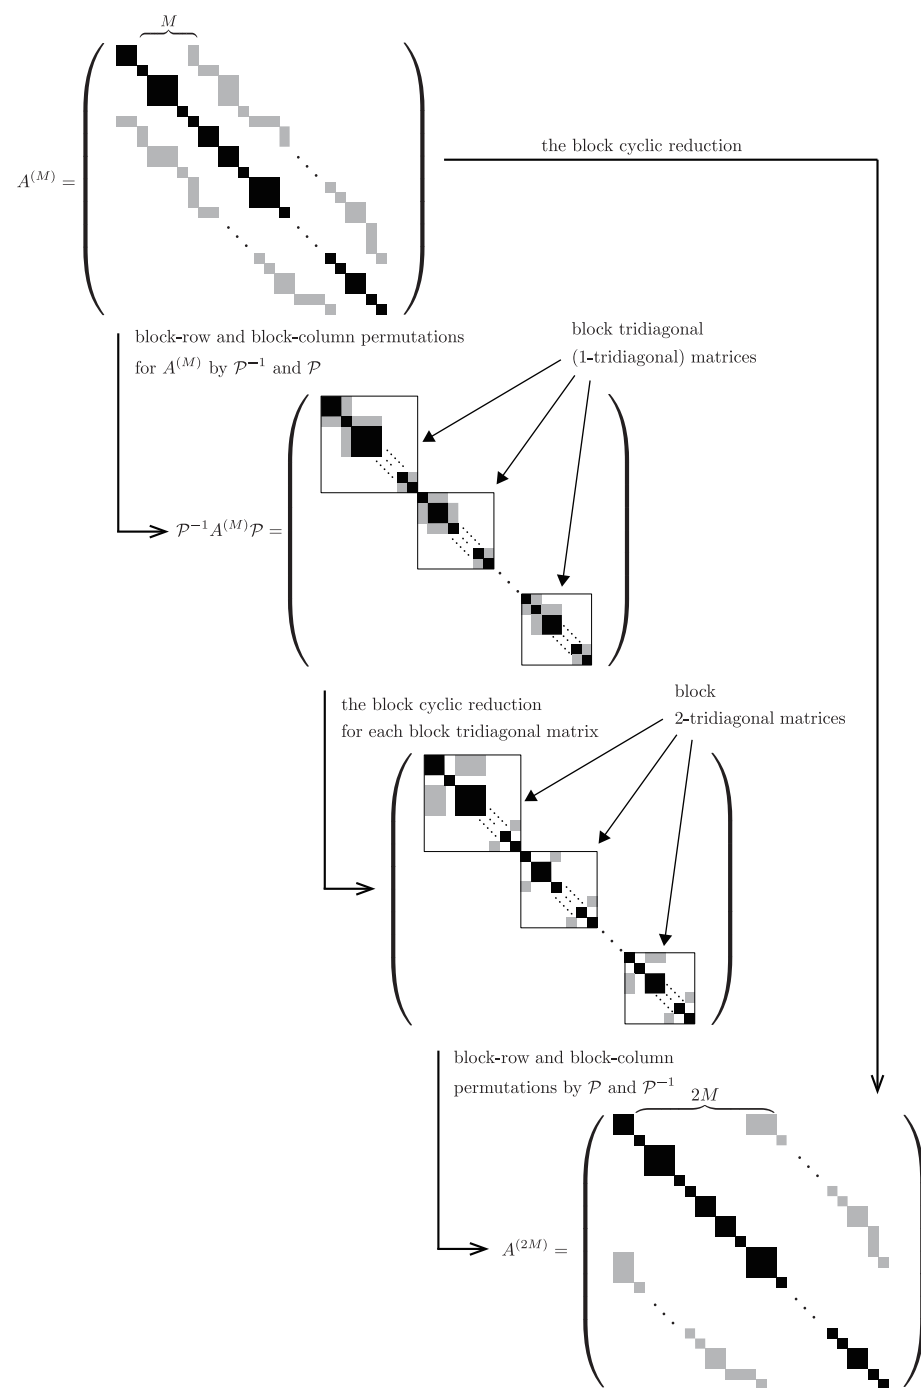 M
the block cyclic reduction
A^{(M)} =
block-row and block-column permutations
for A^{(M)} by 𝒫^{-1} and 𝒫
block tridiagonal
(1-tridiagonal) matrices
𝒫^{-1}A^{(M)}𝒫 =
the block cyclic reduction
for each block tridiagonal matrix
block
2-tridiagonal matrices
block-row and block-column
permutations by 𝒫 and 𝒫^{-1}
2M
A^{(2M)} =